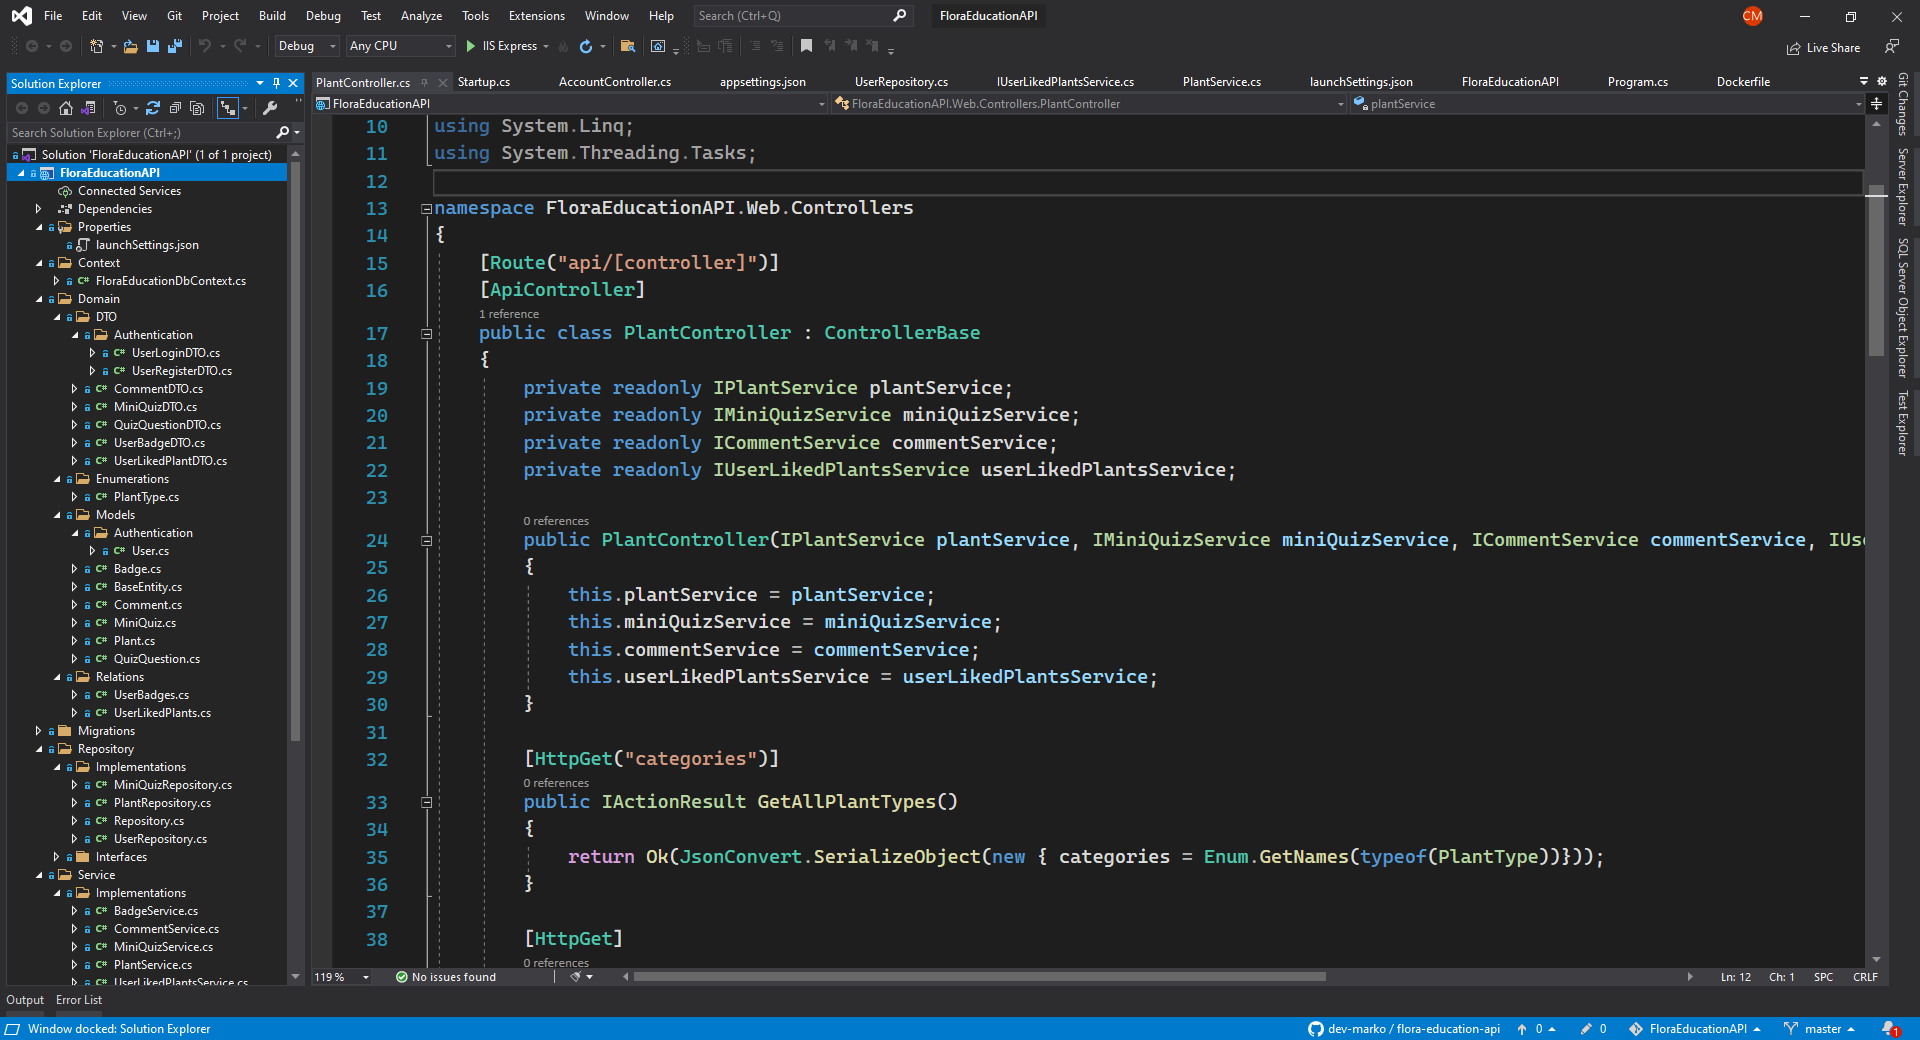 File Edit View Git Project Build Debug Test Analyze Tools Extensions Window Help Search (Ctrl+Q) FloraEducationAPI CM
Debug Any CPU IIS Express Live Share
Solution Explorer
PlantController.cs Startup.cs AccountController.cs appsettings.json UserRepository.cs IUserLikedPlantsService.cs PlantService.cs launchSettings.json FloraEducationAPI Program.cs Dockerfile
FloraEducationAPI FloraEducationAPI.Web.Controllers.PlantController plantService
Search Solution Explorer (Ctrl+;)
Solution 'FloraEducationAPI' (1 of 1 project)
FloraEducationAPI
Connected Services
Dependencies
Properties
launchSettings.json
Context
FloraEducationDbContext.cs
Domain
DTO
Authentication
C# UserLoginDTO.cs
C# UserRegisterDTO.cs
C# CommentDTO.cs
C# MiniQuizDTO.cs
C# QuizQuestionDTO.cs
C# UserBadgeDTO.cs
C# UserLikedPlantDTO.cs
Enumerations
C# PlantType.cs
Models
Authentication
C# User.cs
C# Badge.cs
C# BaseEntity.cs
C# Comment.cs
C# MiniQuiz.cs
C# Plant.cs
C# QuizQuestion.cs
Relations
C# UserBadges.cs
C# UserLikedPlants.cs
Migrations
Repository
Implementations
C# MiniQuizRepository.cs
C# PlantRepository.cs
C# Repository.cs
C# UserRepository.cs
Interfaces
Service
Implementations
C# BadgeService.cs
C# CommentService.cs
C# MiniQuizService.cs
C# PlantService.cs
UserLikedPlantsService.cs
10 using System.Linq;
11 using System.Threading.Tasks;
12
13 namespace FloraEducationAPI.Web.Controllers
14 {
15 [Route("api/[controller]")]
16 [ApiController]
1 reference
17 public class PlantController : ControllerBase
18 {
19 private readonly IPlantService plantService;
20 private readonly IMiniQuizService miniQuizService;
21 private readonly ICommentService commentService;
22 private readonly IUserLikedPlantsService userLikedPlantsService;
23
0 references
24 public PlantController(IPlantService plantService, IMiniQuizService miniQuizService, ICommentService commentService, IUse
25 {
26 this.plantService = plantService;
27 this.miniQuizService = miniQuizService;
28 this.commentService = commentService;
29 this.userLikedPlantsService = userLikedPlantsService;
30 }
31
32 [HttpGet("categories")]
0 references
33 public IActionResult GetAllPlantTypes()
34 {
35 return Ok(JsonConvert.SerializeObject(new { categories = Enum.GetNames(typeof(PlantType))}));
36 }
37
38 [HttpGet]
0 references
119 % No issues found Ln: 12 Ch: 1 SPC CRLF
Git Changes
Server Explorer
SQL Server Object Explorer
Test Explorer
Output Error List
Window docked: Solution Explorer dev-marko / flora-education-api 0 0 FloraEducationAPI master 1